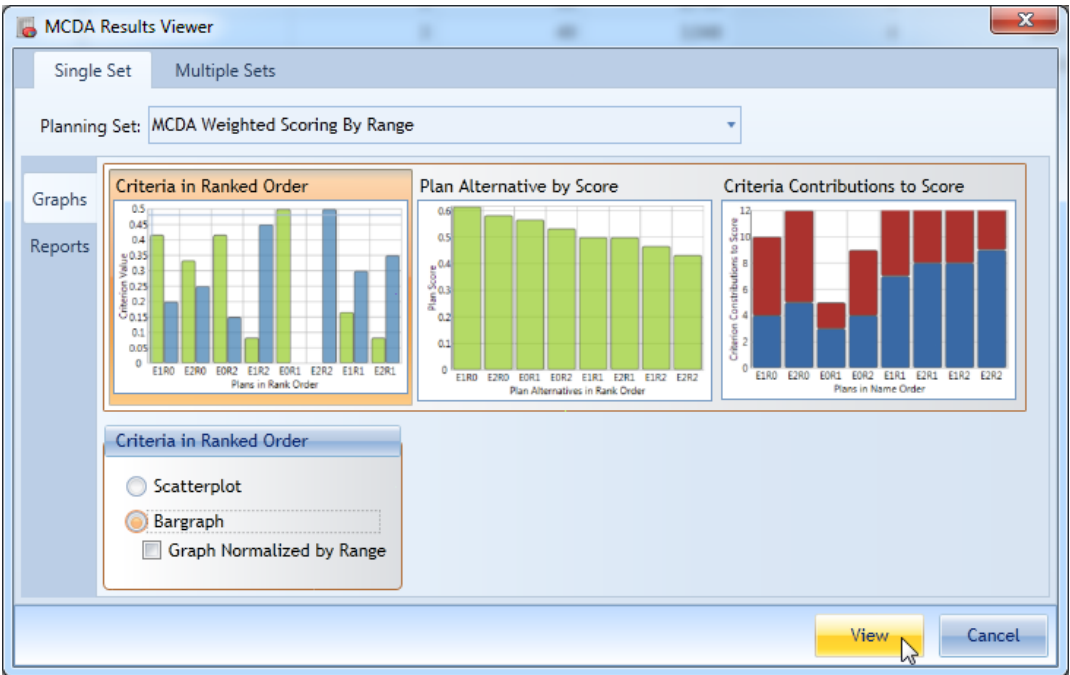 MCDA Results Viewer
Single Set
Multiple Sets
Planning Set: MCDA Weighted Scoring By Range
Graphs
Reports
Criteria in Ranked Order
0.5
0.45
0.4
0.35
0.3
0.25
0.2
0.15
0.1
0.05
0
Criterion Value
E1R0 E2R0 E0R2 E1R2 E0R1 E2R2 E1R1 E2R1
Plans in Rank Order
Plan Alternative by Score
0.6
0.5
0.4
0.3
0.2
0.1
0
Plan Score
E1R0 E2R0 E0R1 E0R2 E1R1 E2R1 E1R2 E2R2
Plan Alternatives in Rank Order
Criteria Contributions to Score
12
10
8
6
4
2
0
Criterion Constributions to Score
E1R0 E2R0 E0R1 E0R2 E1R1 E2R1 E1R2 E2R2
Plans in Name Order
Criteria in Ranked Order
Scatterplot
Bargraph
Graph Normalized by Range
View
Cancel